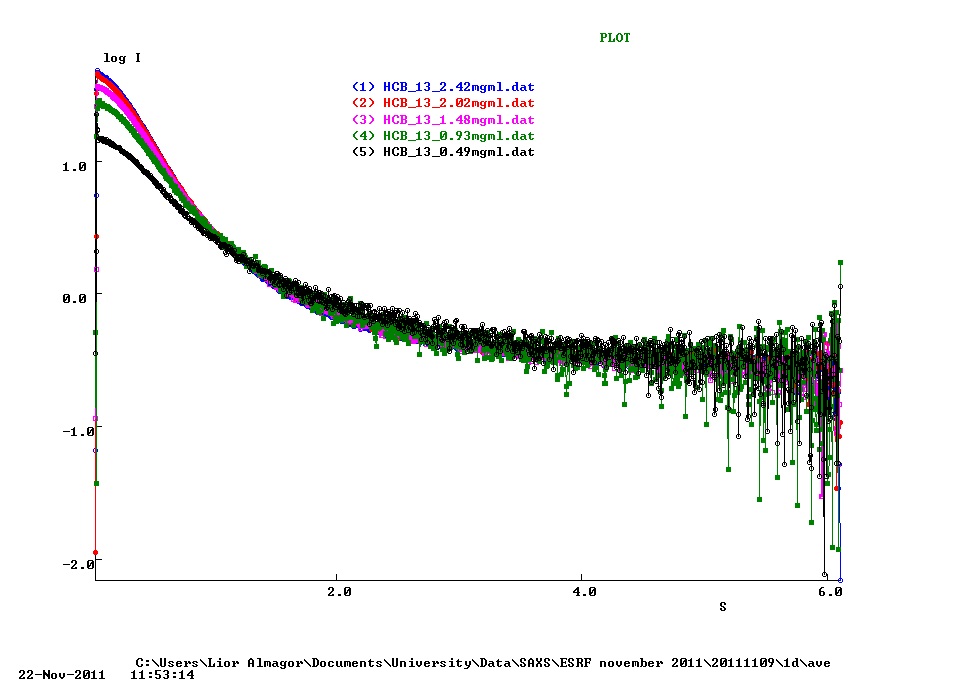 PLOT
log I
(1) HCB_13_2.42mgml.dat
(2) HCB_13_2.02mgml.dat
(3) HCB_13_1.48mgml.dat
(4) HCB_13_0.93mgml.dat
(5) HCB_13_0.49mgml.dat
1.0
0.0
-1.0
-2.0
2.0 4.0 6.0
S
C:\Users\Lior Almagor\Documents\University\Data\SAXS\ESRF november 2011\20111109\1d\ave
22-Nov-2011 11:53:14